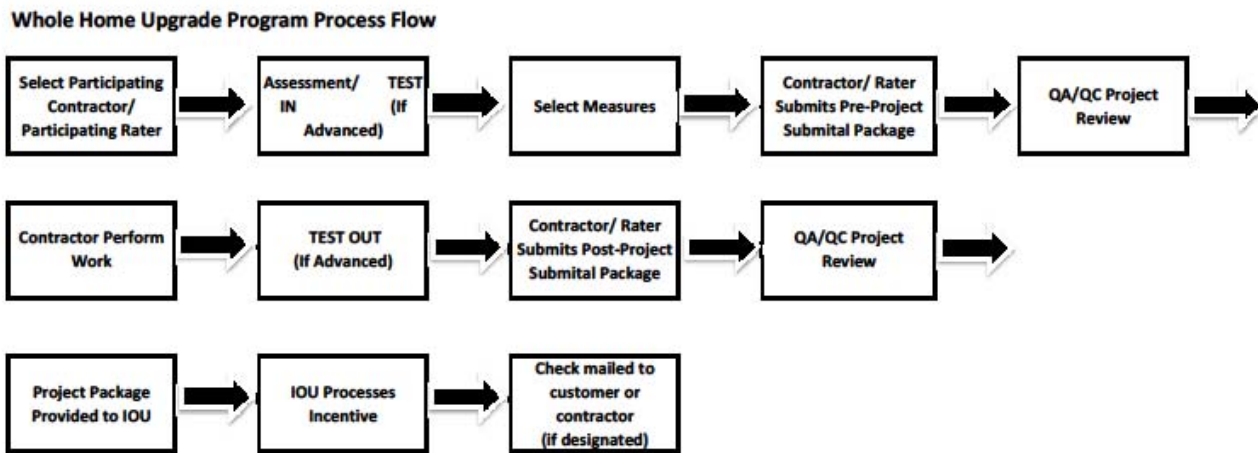 Whole Home Upgrade Program Process Flow
Select Participating
Contractor/
Participating Rater
Assessment/ TEST
IN (If
Advanced)
Select Measures
Contractor/ Rater
Submits Pre-Project
Submital Package
QA/QC Project
Review
Contractor Perform
Work
TEST OUT
(If Advanced)
Contractor/ Rater
Submits Post-Project
Submital Package
QA/QC Project
Review
Project Package
Provided to IOU
IOU Processes
Incentive
Check mailed to
customer or
contractor
(if designated)